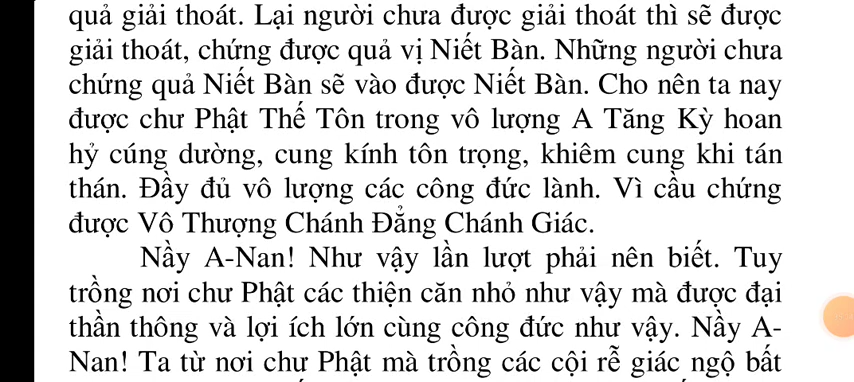 quả giải thoát. Lại người chưa được giải thoát thì sẽ được
giải thoát, chứng được quả vị Niết Bàn. Những người chưa
chứng quả Niết Bàn sẽ vào được Niết Bàn. Cho nên ta nay
được chư Phật Thế Tôn trong vô lượng A Tăng Kỳ hoan
hỷ cúng dường, cung kính tôn trọng, khiêm cung khi tán
thán. Đầy đủ vô lượng các công đức lành. Vì cầu chứng
được Vô Thượng Chánh Đẳng Chánh Giác.
Nầy A-Nan! Như vậy lần lượt phải nên biết. Tuy
trồng nơi chư Phật các thiện căn nhỏ như vậy mà được đại
thần thông và lợi ích lớn cùng công đức như vậy. Nầy A-
Nan! Ta từ nơi chư Phật mà trồng các cội rễ giác ngộ bất